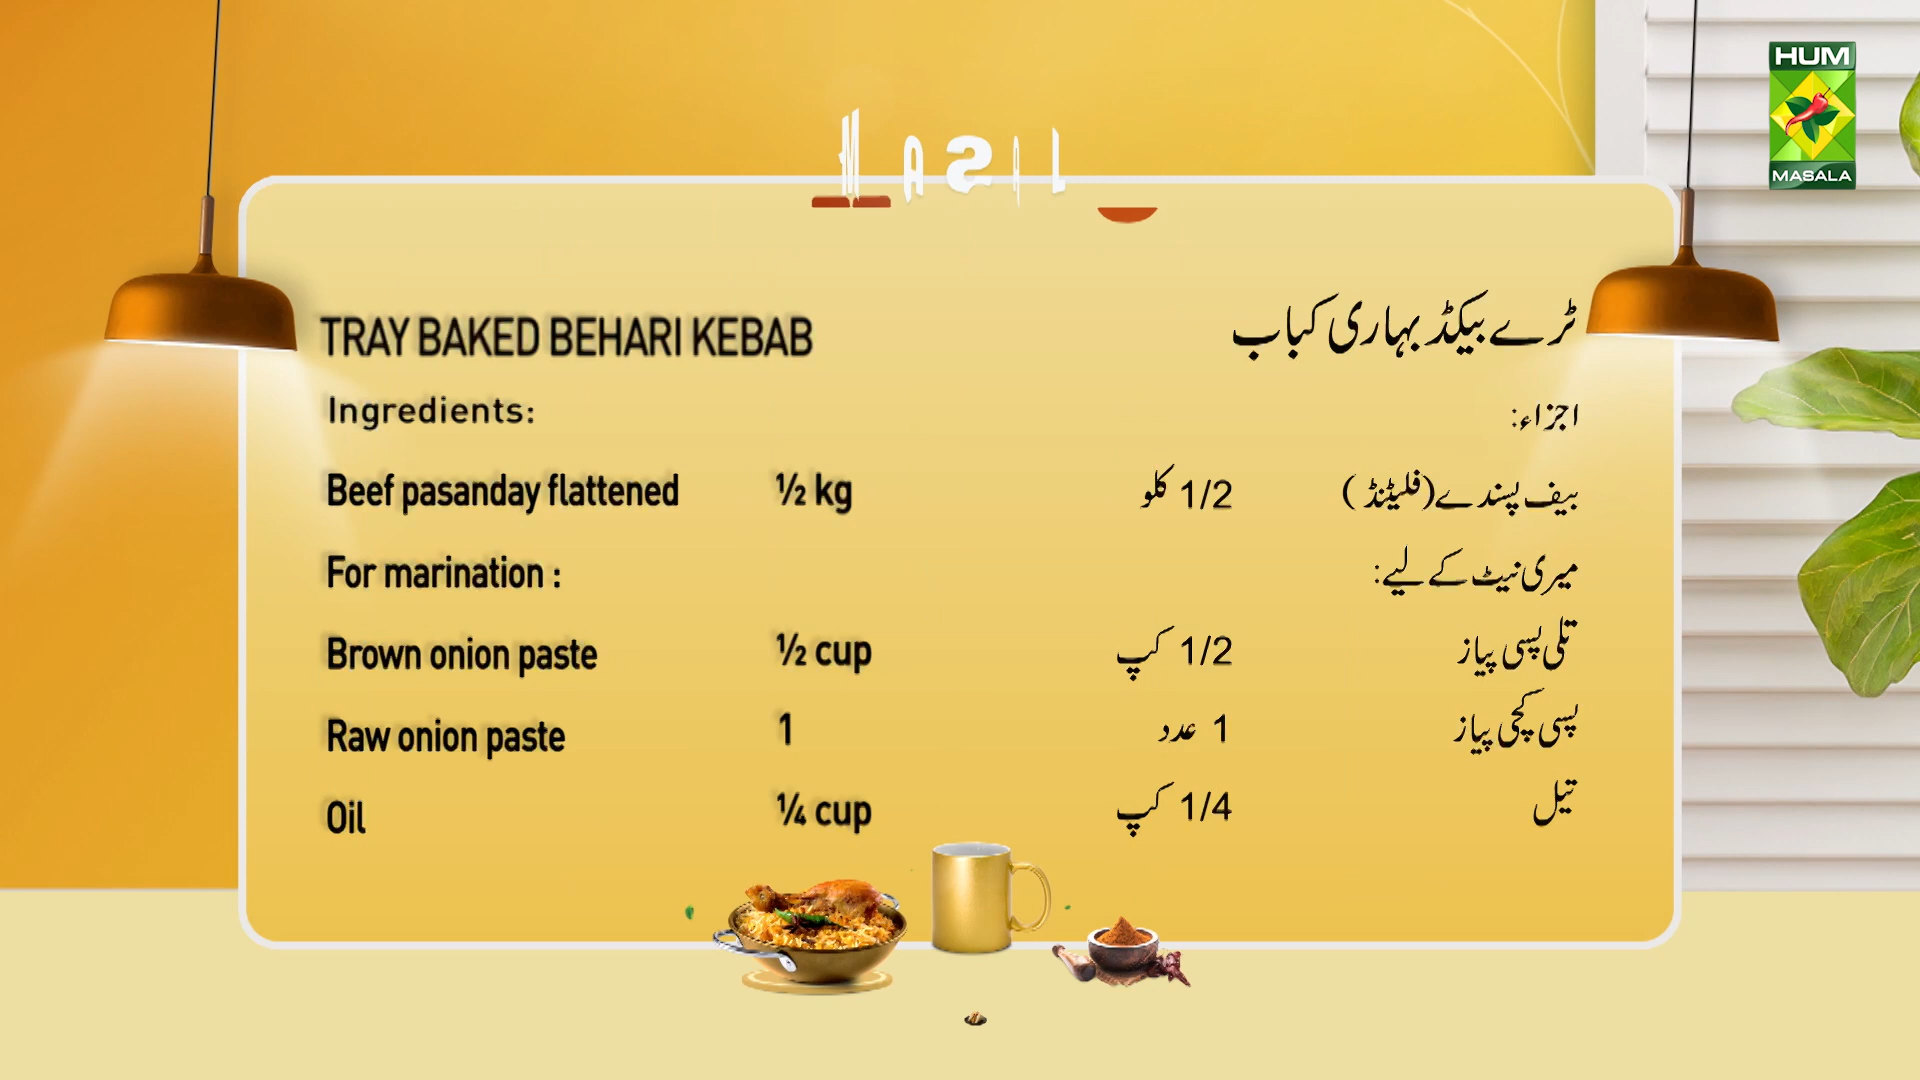 HUM
MASALA
MASAL
TRAY BAKED BEHARI KEBAB ٹرے بیکڈ بہاری کباب
Ingredients: اجزاء:
Beef pasanday flattened ½ kg 1/2 کلو بیف پسندے (فلیٹنڈ)
For marination : میری نیٹ کے لیے:
Brown onion paste ½ cup 1/2 کپ تلی پسی پیاز
Raw onion paste 1 1 عدد پسی کچی پیاز
Oil ¼ cup 1/4 کپ تیل